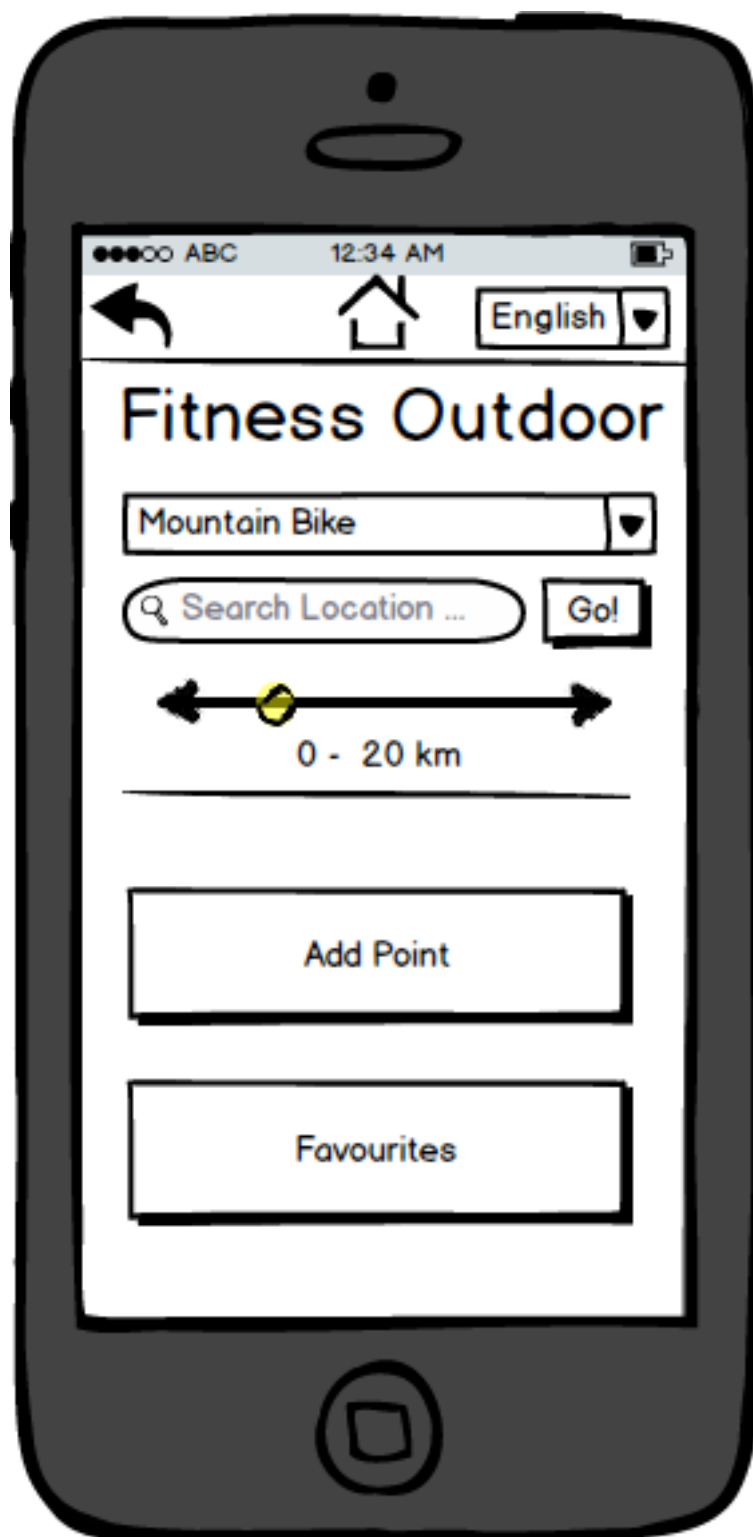 ABC 12:34 AM
English
Fitness Outdoor
Mountain Bike
Search Location ... Go!
0 - 20 km
Add Point
Favourites